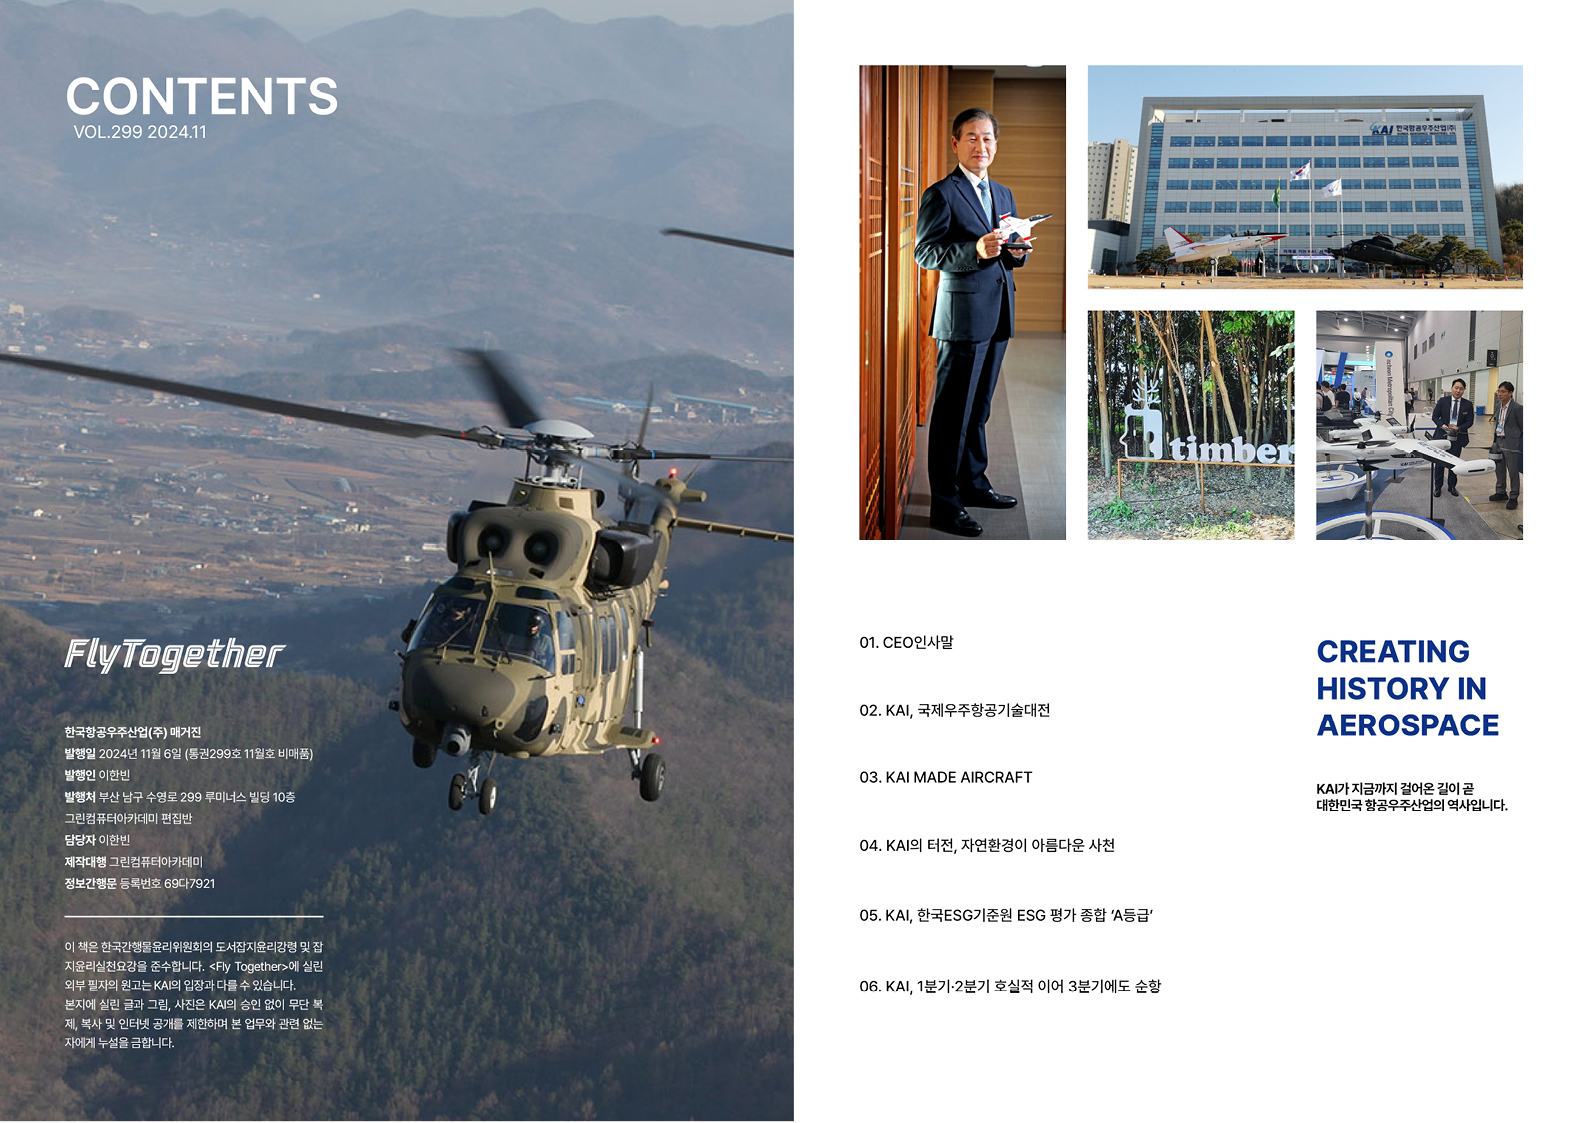 CONTENTS
VOL.299 2024.11
FlyTogether
한국항공우주산업(주) 매거진
발행일 2024년 11월 6일 (통권299호 11월호 비매품)
발행인 이한빈
발행처 부산 남구 수영로 299 루미너스 빌딩 10층
그린컴퓨터아카데미 편집반
담당자 이한빈
제작대행 그린컴퓨터아카데미
정보간행문 등록번호 69다7921
이 책은 한국간행물윤리위원회의 도서잡지윤리강령 및 잡
지윤리실천요강을 준수합니다. <Fly Together>에 실린
외부 필자의 원고는 KAI의 입장과 다를 수 있습니다.
본지에 실린 글과 그림, 사진은 KAI의 승인 없이 무단 복
제, 복사 및 인터넷 공개를 제한하며 본 업무와 관련 없는
자에게 누설을 금합니다.
KAI 한국항공우주산업(주)
timber
Metropolitan City
01. CEO인사말
02. KAI, 국제우주항공기술대전
03. KAI MADE AIRCRAFT
04. KAI의 터전, 자연환경이 아름다운 사천
05. KAI, 한국ESG기준원 ESG 평가 종합 ‘A등급’
06. KAI, 1분기·2분기 호실적 이어 3분기에도 순항
CREATING
HISTORY IN
AEROSPACE
KAI가 지금까지 걸어온 길이 곧
대한민국 항공우주산업의 역사입니다.